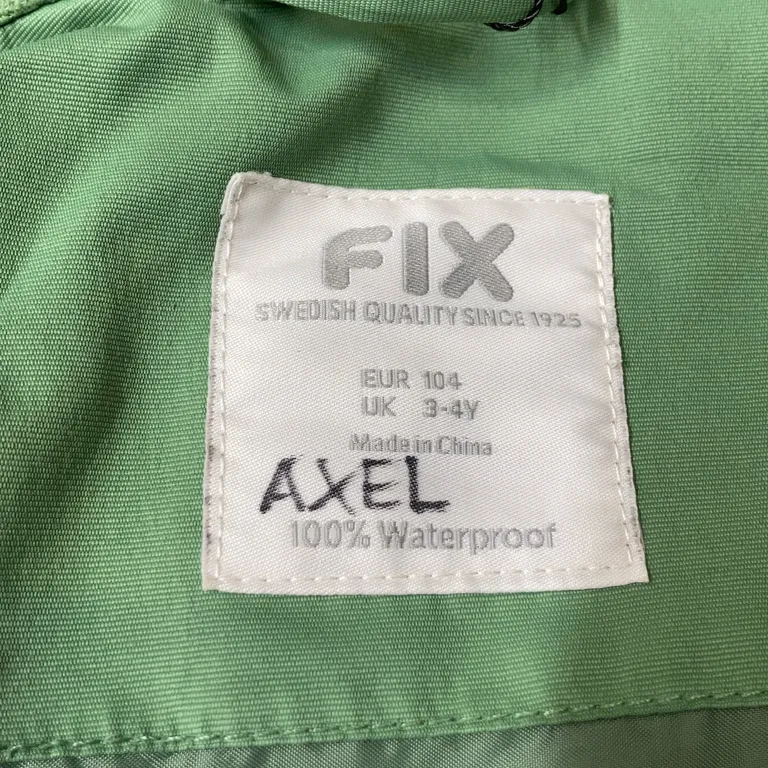 FIX
SWEDISH QUALITY SINCE 1925
EUR 104
UK 3-4Y
Made in China
AXEL
100% Waterproof